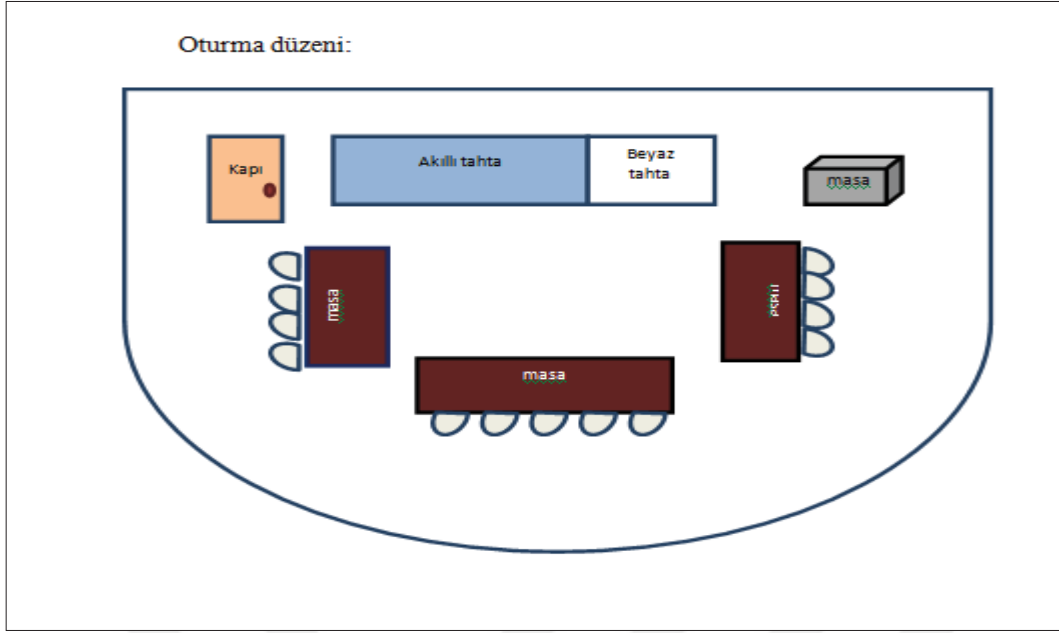 Oturma düzeni:
Kapı
Akıllı tahta
Beyaz
tahta
masa
masa
masa
masa